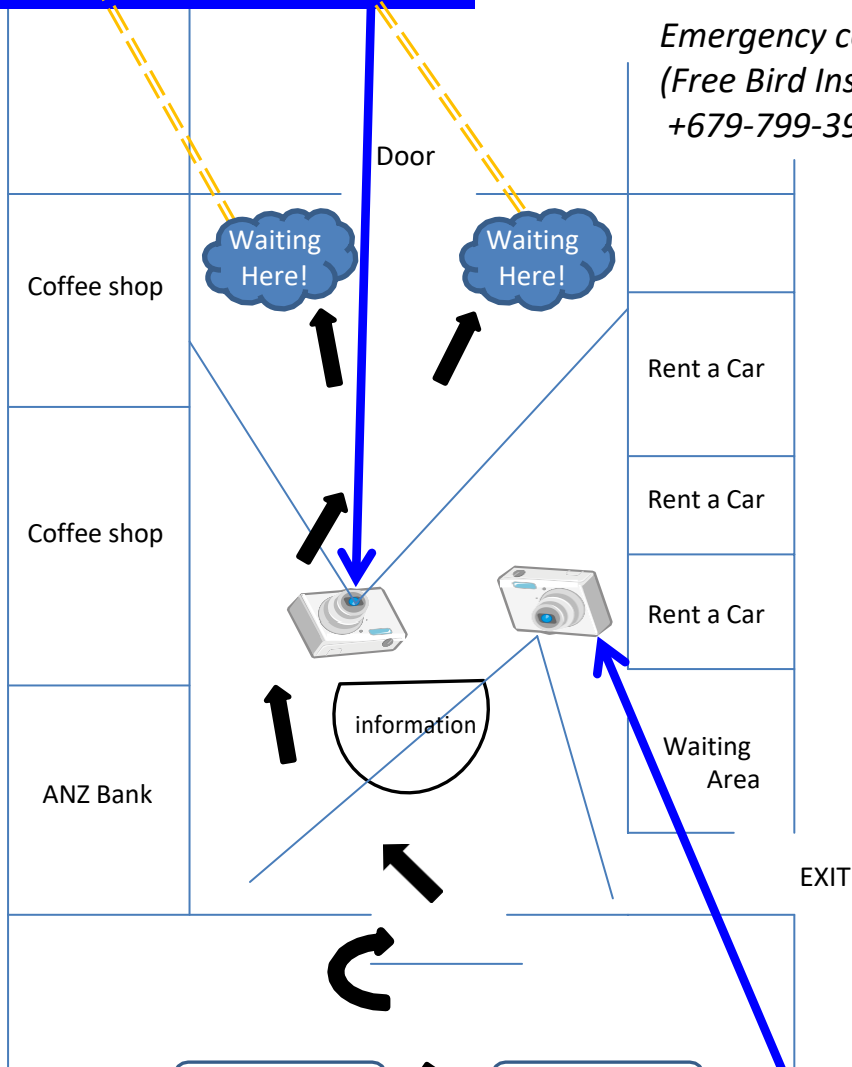 Emergency
(Free Bird
+679-799-39
Door
Waiting
Here!
Waiting
Here!
Coffee shop
Rent a Car
Rent a Car
Coffee shop
Rent a Car
information
Waiting
Area
ANZ Bank
EXIT